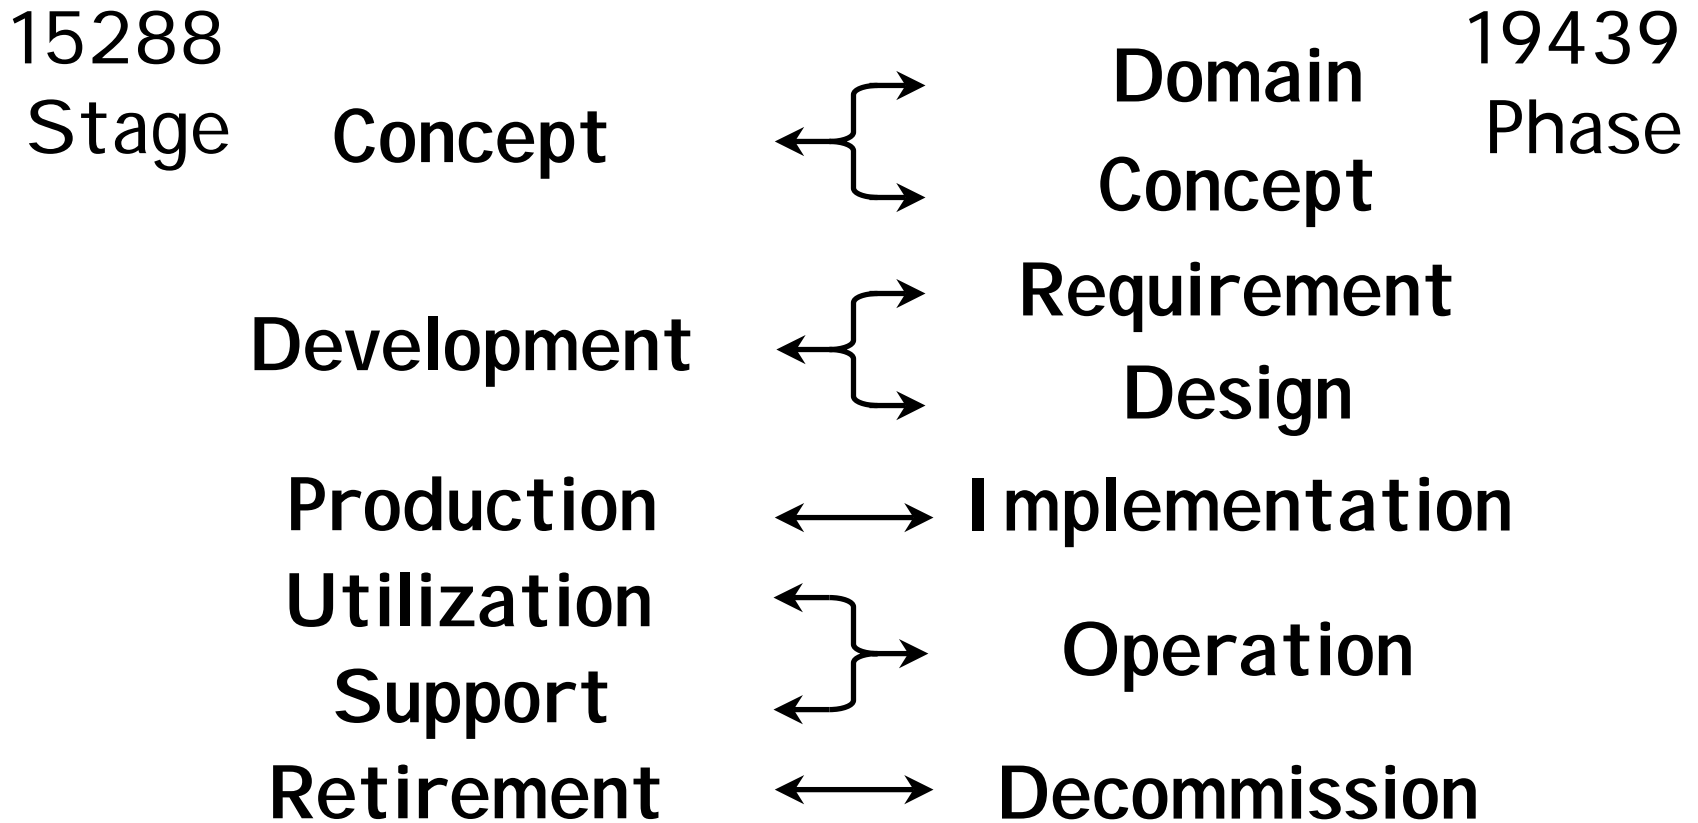 15288
Stage
19439
Phase
Concept
Domain
Concept
Development
Requirement
Design
Production
Implementation
Utilization
Support
Operation
Retirement
Decommission